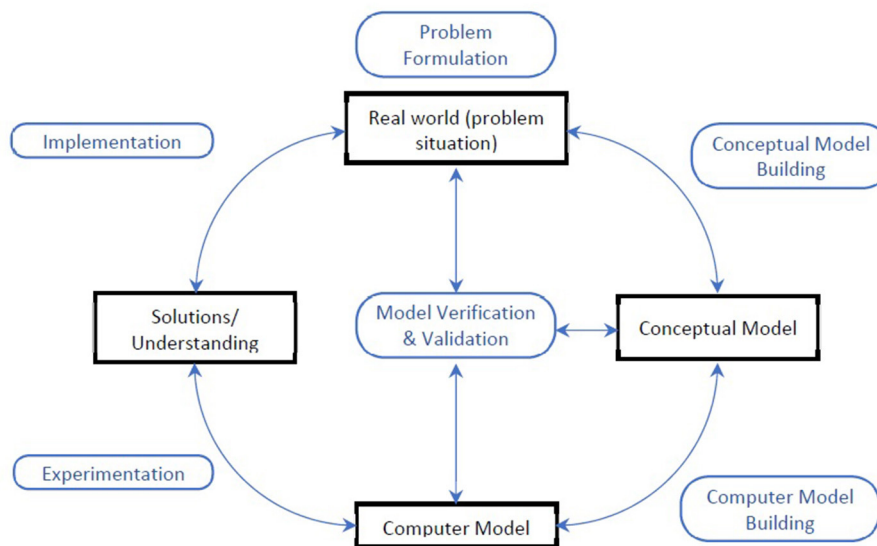 Problem
Formulation
Real world (problem
situation)
Implementation
Conceptual Model
Building
Solutions/
Understanding
Model Verification
& Validation
Conceptual Model
Experimentation
Computer Model
Building
Computer Model